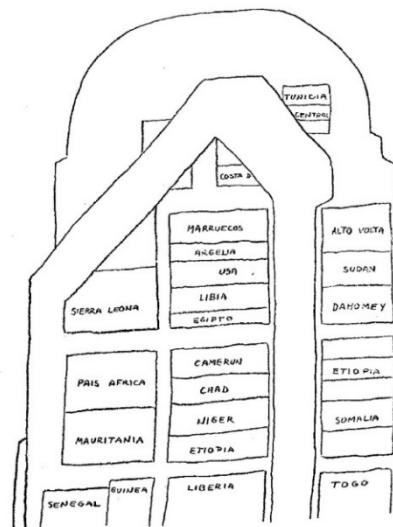 TUNICIA
CENTRAL
COSTA D
MARRUECOS
ARGELIA
USA
LIBIA
EGIPTO
ALTO VOLTA
SUDAN
DAHOMEY
SIERRA LEONA
CAMERUN
CHAD
NIGER
ETIOPIA
PAIS AFRICA
MAURITANIA
ETIOPIA
SOMALIA
SENEGAL
GUINEA
LIBERIA
TOGO